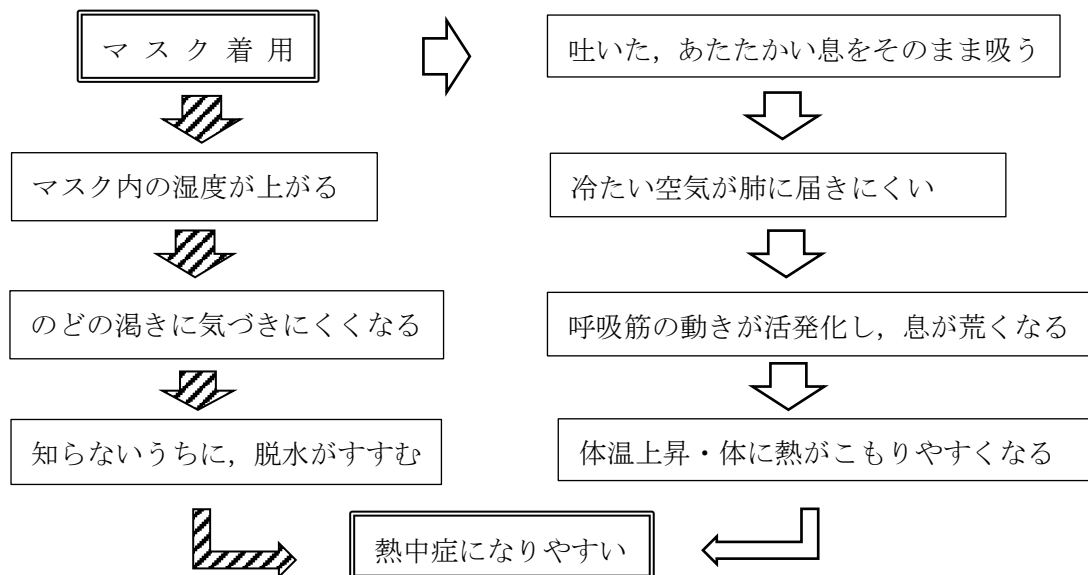 マスク着用
吐いた，あたたかい息をそのまま吸う
マスク内の湿度が上がる
冷たい空気が肺に届きにくい
のどの渇きに気づきにくくなる
呼吸筋の動きが活発化し，息が荒くなる
知らないうちに，脱水がすすむ
体温上昇・体に熱がこもりやすくなる
熱中症になりやすい